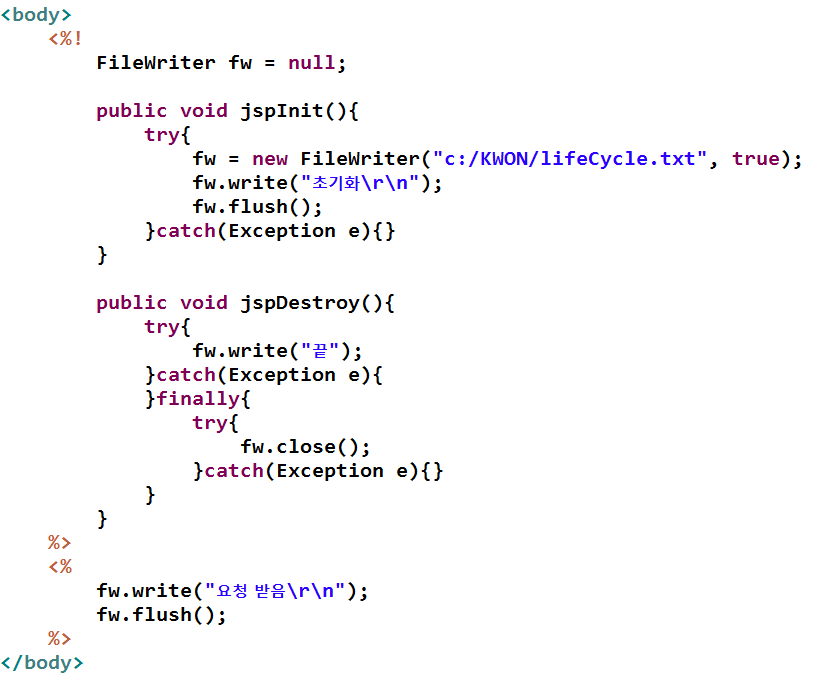 <body>
<%!
FileWriter fw = null;
public void jspInit(){
try{
fw = new FileWriter("c:/KWON/lifeCycle.txt", true);
fw.write("초기화\r\n");
fw.flush();
}catch(Exception e){}
}
public void jspDestroy(){
try{
fw.write("끝");
}catch(Exception e){
}finally{
try{
fw.close();
}catch(Exception e){}
}
}
%>
<%
fw.write("요청 받음\r\n");
fw.flush();
%>
</body>